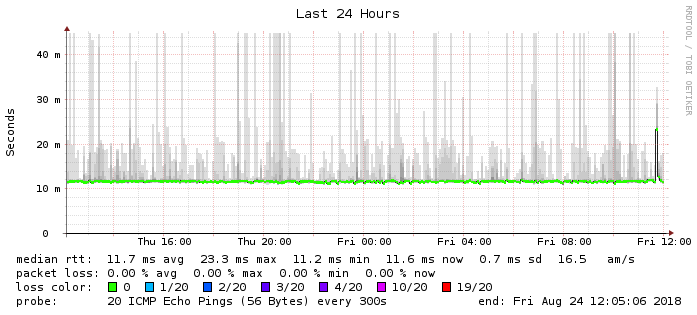 Last 24 Hours
RRDTOOL / TOBI OETIKER
Seconds
40 m
30 m
20 m
10 m
0
Thu 16:00 Thu 20:00 Fri 00:00 Fri 04:00 Fri 08:00 Fri 12:00
median rtt: 11.7 ms avg 23.3 ms max 11.2 ms min 11.6 ms now 0.7 ms sd 16.5 am/s
packet loss: 0.00 % avg 0.00 % max 0.00 % min 0.00 % now
loss color: 0 1/20 2/20 3/20 4/20 10/20 19/20
probe: 20 ICMP Echo Pings (56 Bytes) every 300s end: Fri Aug 24 12:05:06 2018